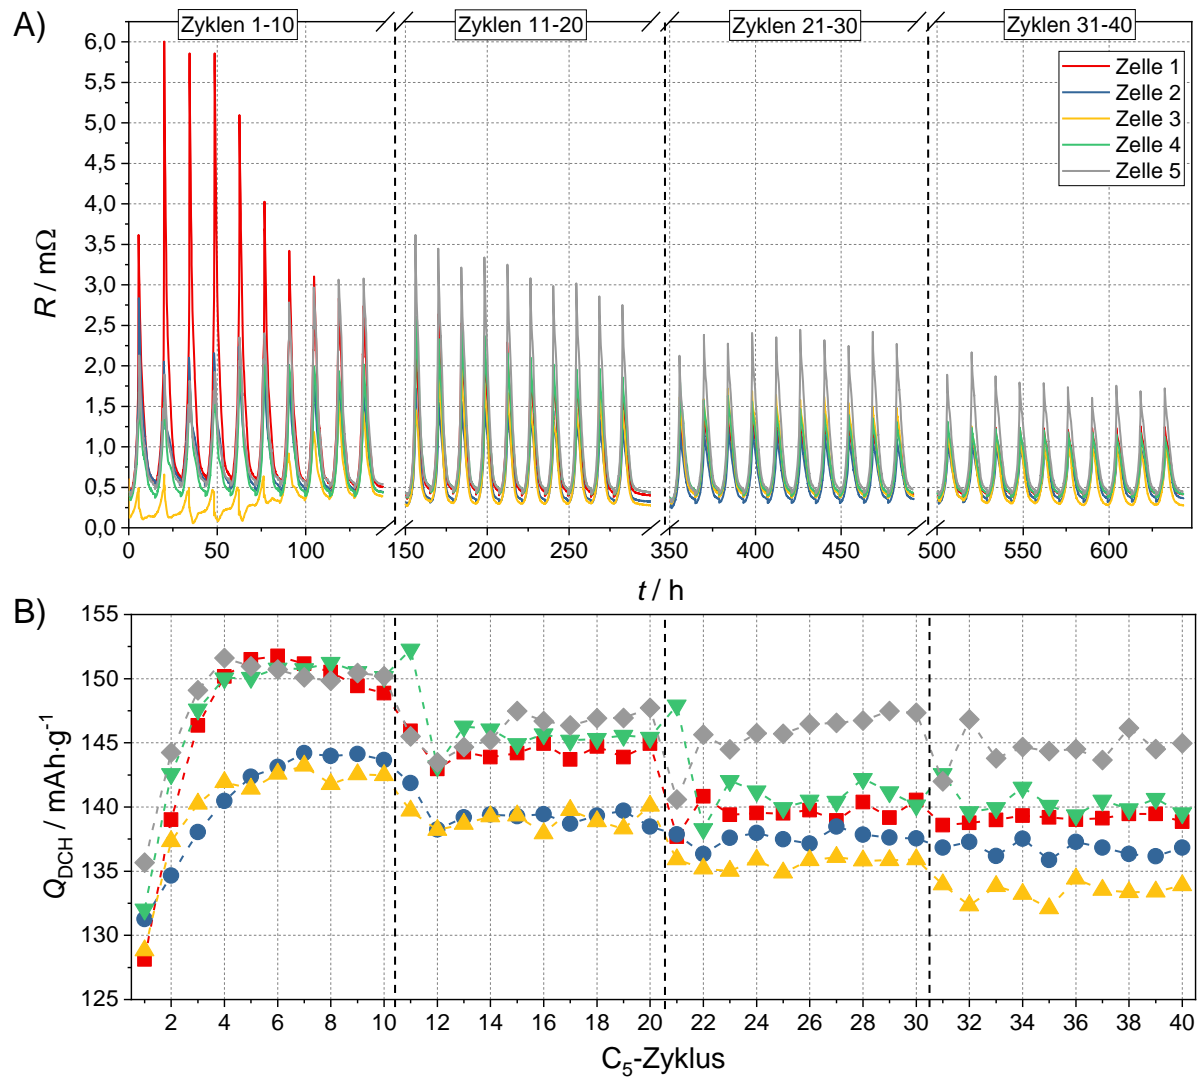 A)
Zyklen 1-10
Zyklen 11-20
Zyklen 21-30
Zyklen 31-40
6,0
5,5
5,0
4,5
4,0
3,5
3,0
2,5
2,0
1,5
1,0
0,5
0,0
R / mΩ
Zelle 1
Zelle 2
Zelle 3
Zelle 4
Zelle 5
0 50 100 150 200 250 300 350 400 450 500 550 600
t / h
B)
155
150
145
140
135
130
125
Q_DCH / mAh·g⁻¹
2 4 6 8 10 12 14 16 18 20 22 24 26 28 30 32 34 36 38 40
C₅-Zyklus